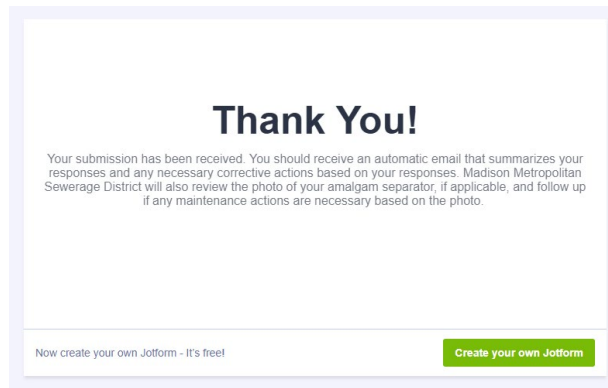 Thank You!
Your submission has been received. You should receive an automatic email that summarizes your
responses and any necessary corrective actions based on your responses. Madison Metropolitan
Sewerage District will also review the photo of your amalgam separator, if applicable, and follow up
if any maintenance actions are necessary based on the photo.
Now create your own Jotform - It's free!
Create your own Jotform